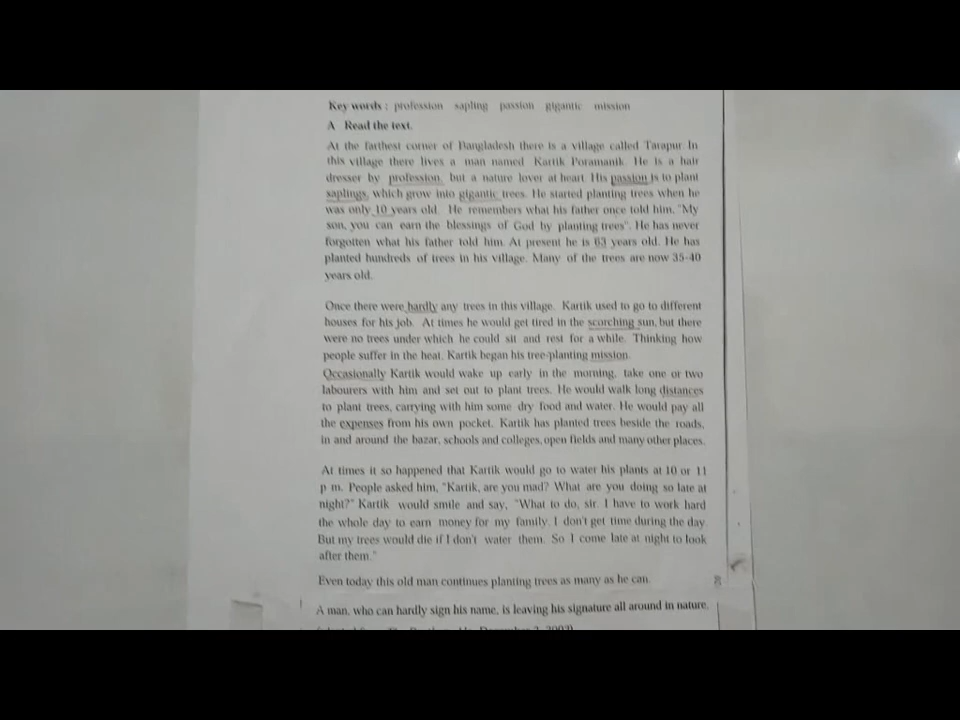 Key words : profession sapling passion gigantic mission
A Read the text.
At the farthest corner of Bangladesh there is a village called Tarapur. In
this village there lives a man named Kartik Poramanik. He is a hair
dresser by profession, but a nature lover at heart. His passion is to plant
saplings, which grow into gigantic trees. He started planting trees when he
was only 10 years old. He remembers what his father once told him, "My
son, you can earn the blessings of God by planting trees". He has never
forgotten what his father told him. At present he is 63 years old. He has
planted hundreds of trees in his village. Many of the trees are now 35-40
years old.
Once there were hardly any trees in this village. Kartik used to go to different
houses for his job. At times he would get tired in the scorching sun, but there
were no trees under which he could sit and rest for a while. Thinking how
people suffer in the heat, Kartik began his tree-planting mission.
Occasionally Kartik would wake up early in the morning, take one or two
labourers with him and set out to plant trees. He would walk long distances
to plant trees, carrying with him some dry food and water. He would pay all
the expenses from his own pocket. Kartik has planted trees beside the roads,
in and around the bazar, schools and colleges, open fields and many other places.
At times it so happened that Kartik would go to water his plants at 10 or 11
p m. People asked him, "Kartik, are you mad? What are you doing so late at
night?" Kartik would smile and say, "What to do, sir. I have to work hard
the whole day to earn money for my family. I don't get time during the day.
But my trees would die if I don't water them. So I come late at night to look
after them."
Even today this old man continues planting trees as many as he can.
A man, who can hardly sign his name, is leaving his signature all around in nature.